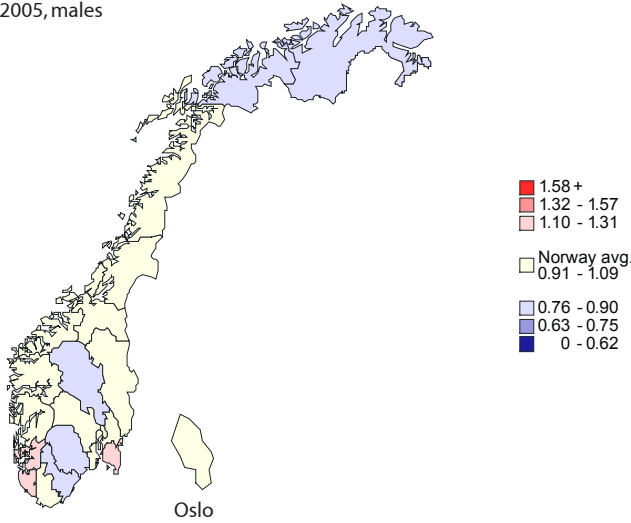 2005, males
1.58 +
1.32 - 1.57
1.10 - 1.31
Norway avg.
0.91 - 1.09
0.76 - 0.90
0.63 - 0.75
0 - 0.62
Oslo